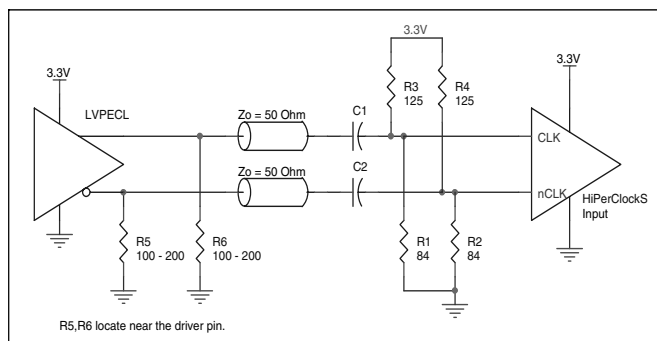 3.3V
3.3V
3.3V
LVPECL
R3
125
R4
125
Zo = 50 Ohm
C1
CLK
Zo = 50 Ohm
C2
nCLK
HiPerClockS
Input
R5
100 - 200
R6
100 - 200
R1
84
R2
84
R5,R6 locate near the driver pin.